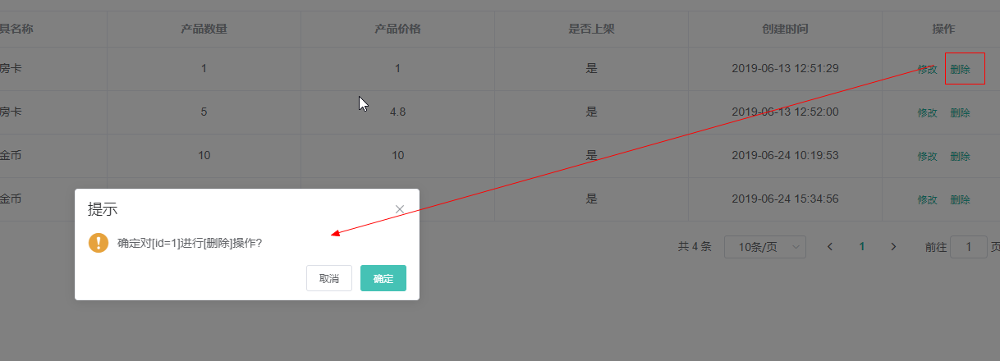 具名称 产品数量 产品价格 是否上架 创建时间 操作
房卡 1 1 是 2019-06-13 12:51:29 修改 删除
房卡 5 4.8 是 2019-06-13 12:52:00 修改 删除
金币 10 10 是 2019-06-24 10:19:53 修改 删除
金币 是 2019-06-24 15:34:56 修改 删除
提示
确定对[id=1]进行[删除]操作?
取消 确定
共 4 条 10条/页 1 前往 1 页